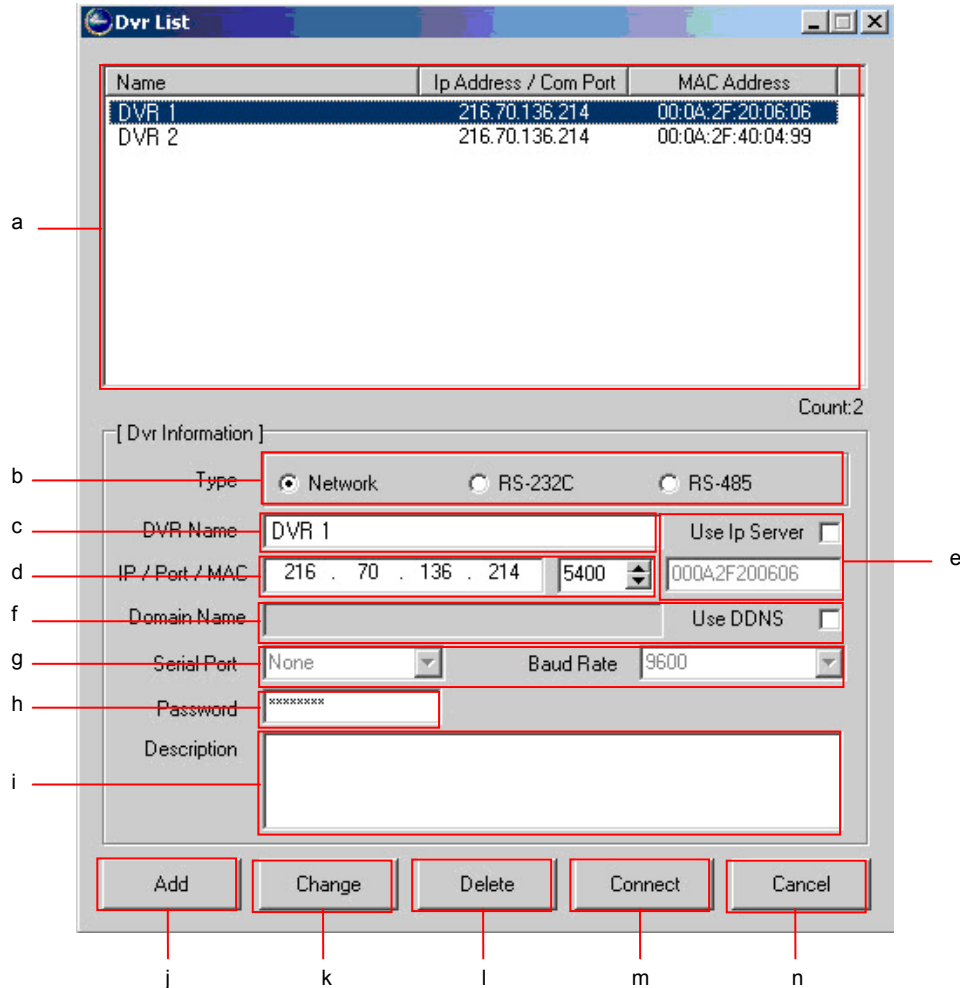 Dvr List
Name Ip Address / Com Port MAC Address
DVR 1 216.70.136.214 00:0A:2F:20:06:06
DVR 2 216.70.136.214 00:0A:2F:40:04:99
a
Count:2
[ Dvr Information ]
b Type Network RS-232C RS-485
c DVR Name DVR 1 Use Ip Server
e
d IP / Port / MAC 216 . 70 . 136 . 214 5400 000A2F200606
f Domain Name Use DDNS
g Serial Port None Baud Rate 9600
h Password ********
Description
i
Add Change Delete Connect Cancel
j k l m n